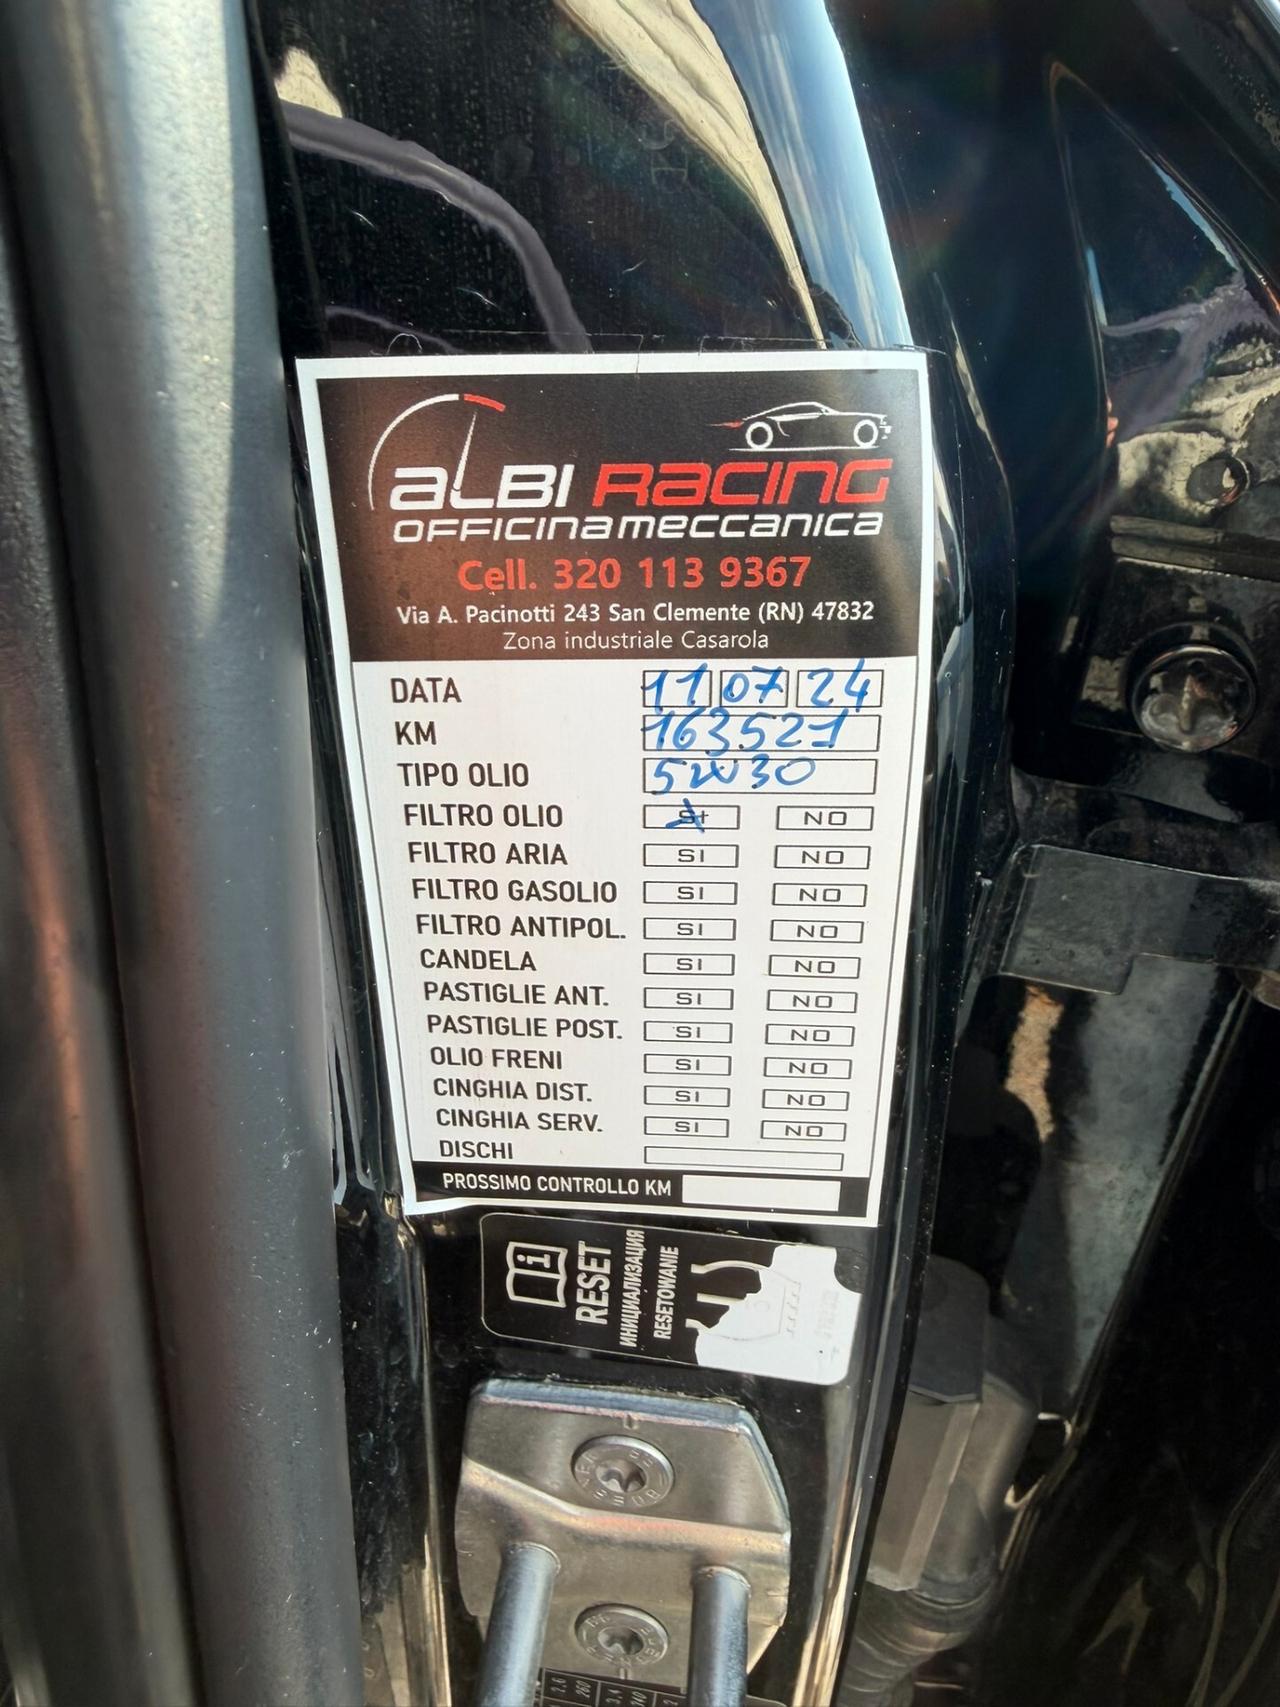 aLBI RaCING
OFFICINameccanica
Cell. 320 113 9367
Via A. Pacinotti 243 San Clemente (RN) 47832
Zona industriale Casarola
DATA 11 07 24
KM 163521
TIPO OLIO 5W30
FILTRO OLIO SI NO
FILTRO ARIA SI NO
FILTRO GASOLIO SI NO
FILTRO ANTIPOL. SI NO
CANDELA SI NO
PASTIGLIE ANT. SI NO
PASTIGLIE POST. SI NO
OLIO FRENI SI NO
CINGHIA DIST. SI NO
CINGHIA SERV. SI NO
DISCHI
PROSSIMO CONTROLLO KM
RESET
ИНИЦИАЛИЗАЦИЯ
RESETOWANIE